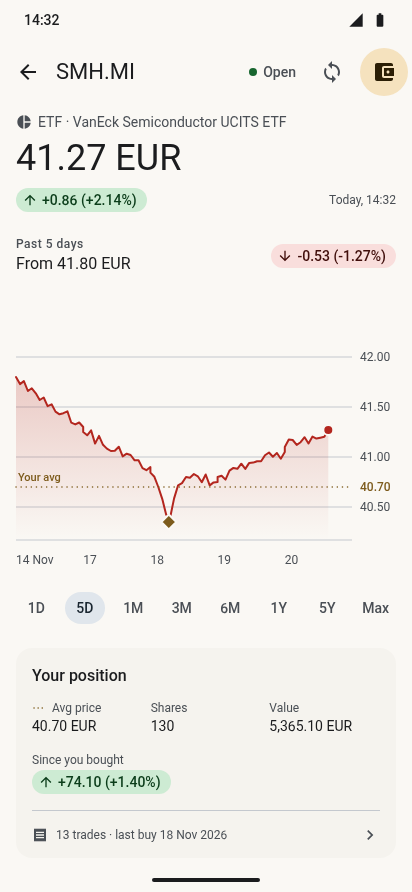 14:32
SMH.MI
Open
ETF · VanEck Semiconductor UCITS ETF
41.27 EUR
+0.86 (+2.14%)
Today, 14:32
Past 5 days
From 41.80 EUR
-0.53 (-1.27%)
42.00
41.50
41.00
Your avg
40.70
40.50
14 Nov 17 18 19 20
1D 5D 1M 3M 6M 1Y 5Y Max
Your position
Avg price Shares Value
40.70 EUR 130 5,365.10 EUR
Since you bought
+74.10 (+1.40%)
13 trades · last buy 18 Nov 2026